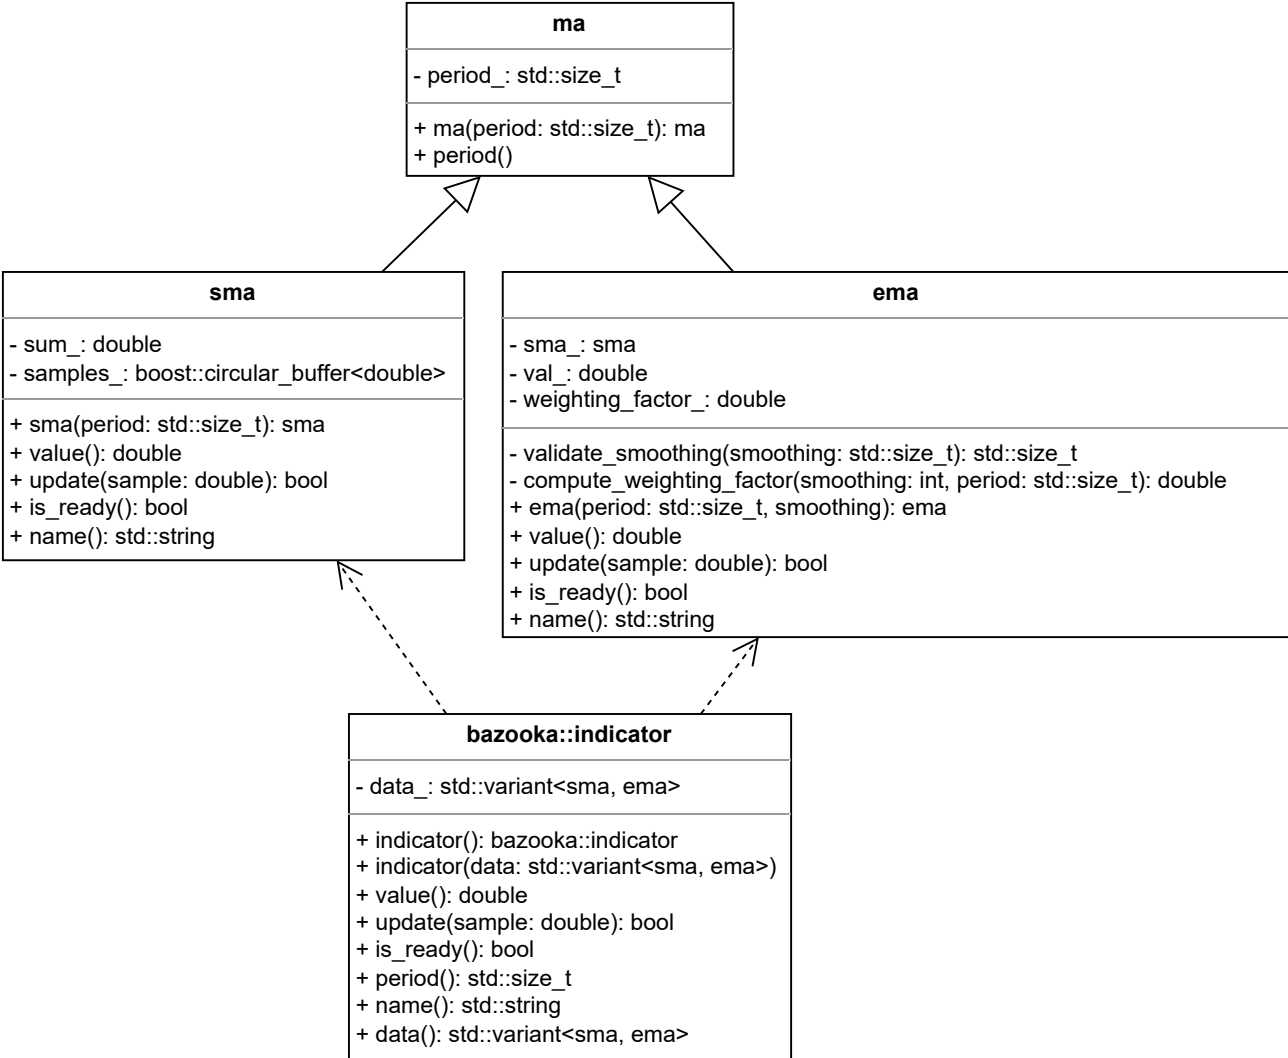 ma
- period_: std::size_t
+ ma(period: std::size_t): ma
+ period()
sma
- sum_: double
- samples_: boost::circular_buffer<double>
+ sma(period: std::size_t): sma
+ value(): double
+ update(sample: double): bool
+ is_ready(): bool
+ name(): std::string
ema
- sma_: sma
- val_: double
- weighting_factor_: double
- validate_smoothing(smoothing: std::size_t): std::size_t
- compute_weighting_factor(smoothing: int, period: std::size_t): double
+ ema(period: std::size_t, smoothing): ema
+ value(): double
+ update(sample: double): bool
+ is_ready(): bool
+ name(): std::string
bazooka::indicator
- data_: std::variant<sma, ema>
+ indicator(): bazooka::indicator
+ indicator(data: std::variant<sma, ema>)
+ value(): double
+ update(sample: double): bool
+ is_ready(): bool
+ period(): std::size_t
+ name(): std::string
+ data(): std::variant<sma, ema>